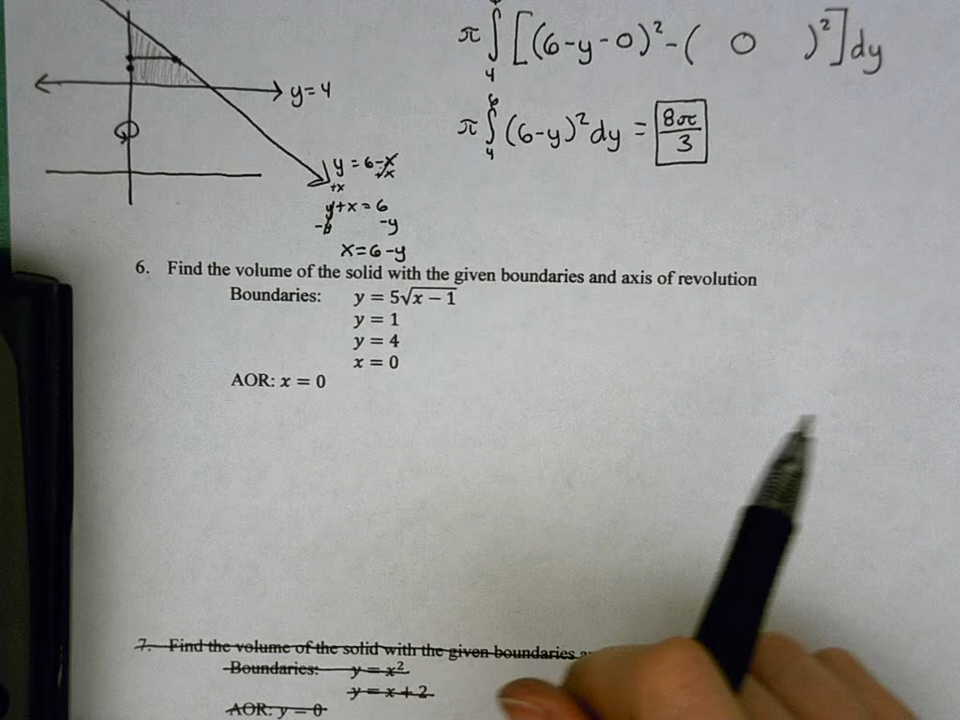 π∫[(6-y-0)²-( 0 )²]dy
4
y=4
6
π∫(6-y)²dy = 8π/3
4
y=6-x
+x +x
y+x=6
-y -y
x=6-y
6. Find the volume of the solid with the given boundaries and axis of revolution
Boundaries: y = 5√x − 1
y = 1
y = 4
x = 0
AOR: x = 0
7. Find the volume of the solid with the given boundaries
Boundaries: y = x²
y = x + 2
AOR: y = 0